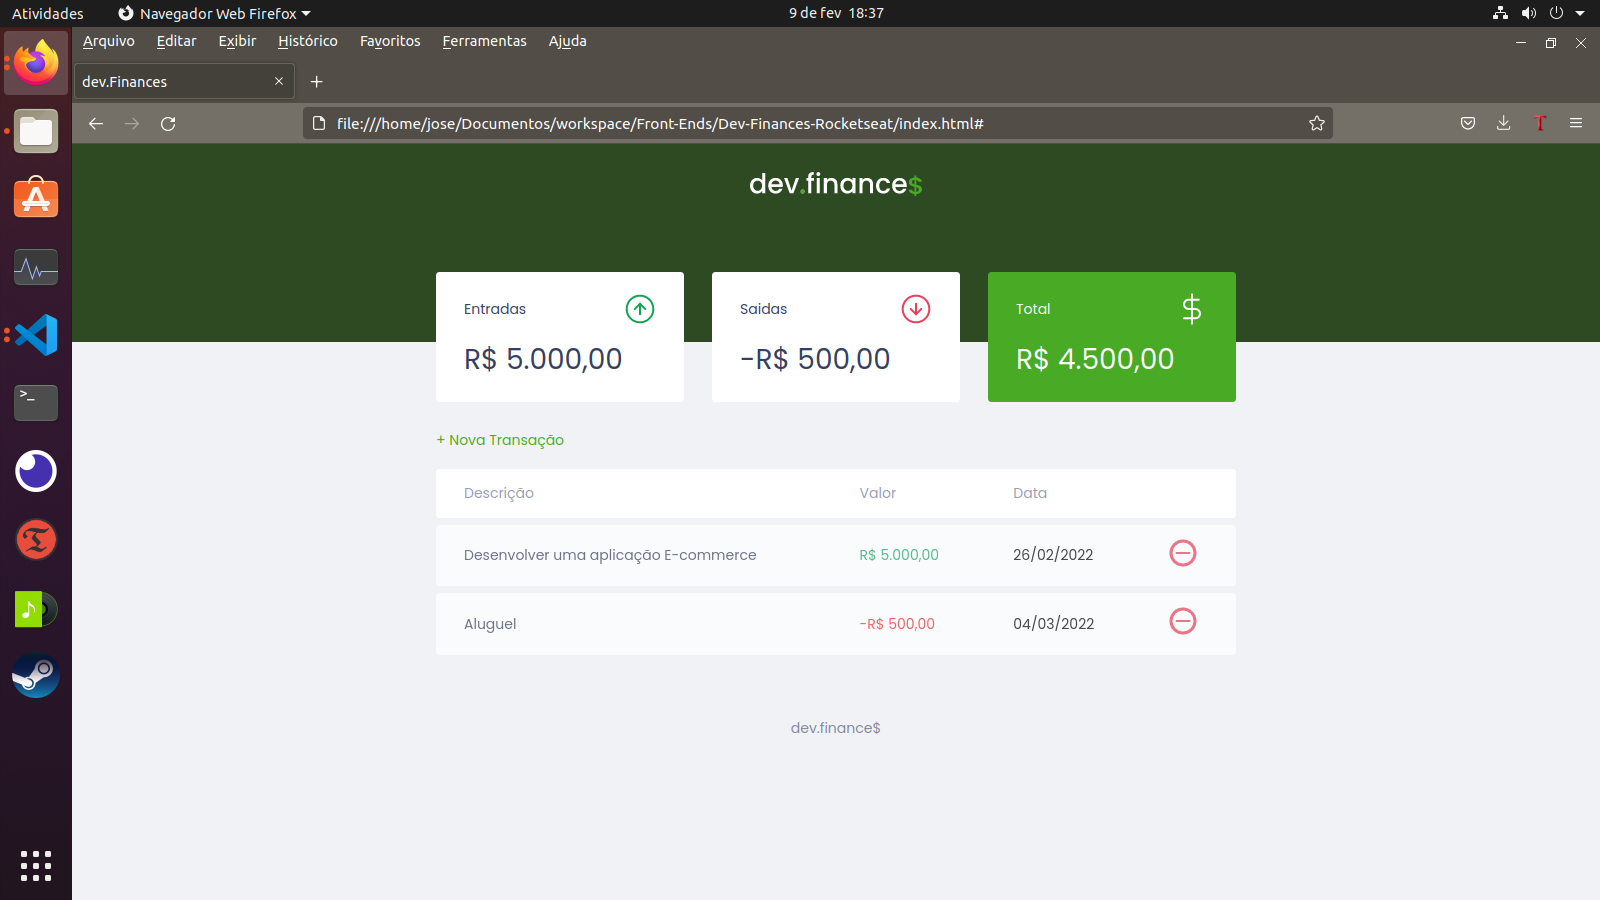 Atividades Navegador Web Firefox 9 de fev 18:37
Arquivo Editar Exibir Histórico Favoritos Ferramentas Ajuda
dev.Finances
file:///home/jose/Documentos/workspace/Front-Ends/Dev-Finances-Rocketseat/index.html#
dev.finance$
Entradas
R$ 5.000,00
Saidas
-R$ 500,00
Total
R$ 4.500,00
+ Nova Transação
Descrição Valor Data
Desenvolver uma aplicação E-commerce R$ 5.000,00 26/02/2022
Aluguel -R$ 500,00 04/03/2022
dev.finance$